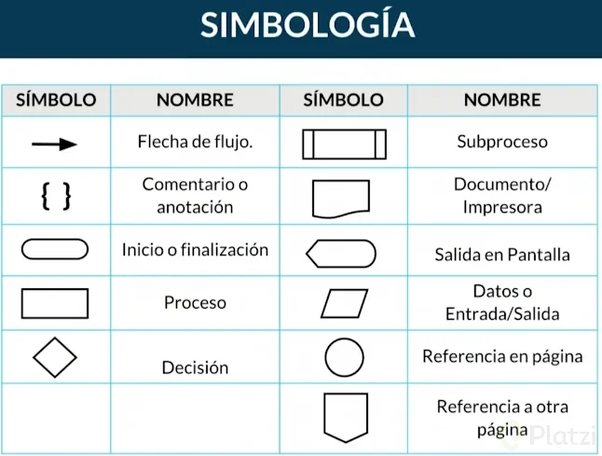 SIMBOLOGÍA
SÍMBOLO NOMBRE SÍMBOLO NOMBRE
Flecha de flujo. Subproceso
{ } Comentario o
anotación
Documento/
Impresora
Inicio o finalización Salida en Pantalla
Proceso Datos o
Entrada/Salida
Decisión Referencia en página
Referencia a otra
página
Platzi